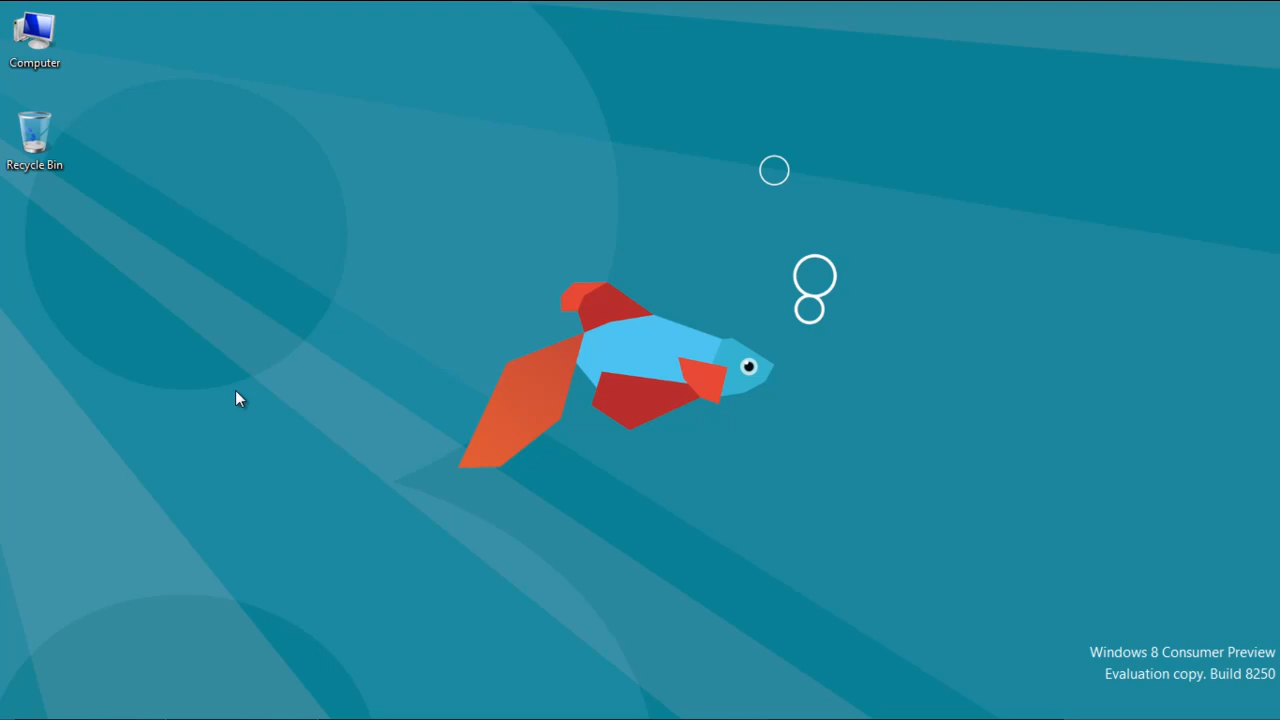 Computer
Recycle Bin
Windows 8 Consumer Preview
Evaluation copy. Build 8250